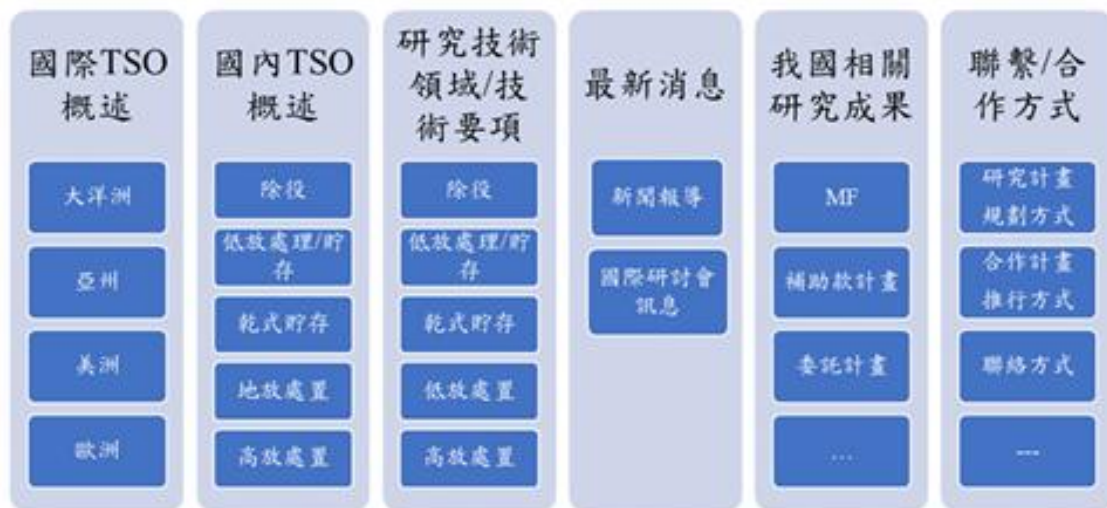 國際TSO
概述
大洋洲
亞州
美洲
歐洲
國內TSO
概述
除役
低放處理/貯
存
乾式貯存
地放處置
高放處置
研究技術
領域/技
術要項
除役
低放處理/貯
存
乾式貯存
低放處置
高放處置
最新消息
新聞報導
國際研討會
訊息
我國相關
研究成果
MF
補助款計畫
委託計畫
...
聯繫/合
作方式
研究計畫
規劃方式
合作計畫
推行方式
聯絡方式
---